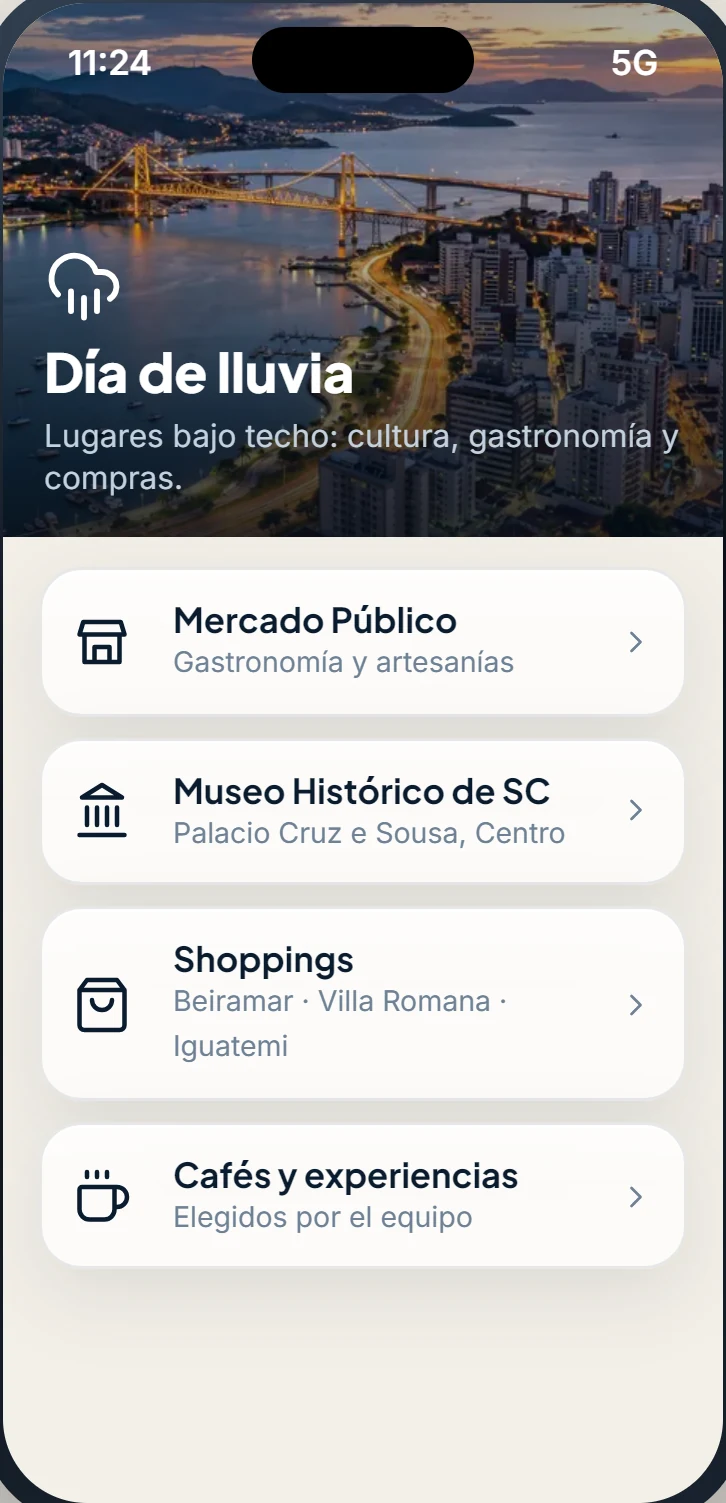 11:24
5G
Día de lluvia
Lugares bajo techo: cultura, gastronomía y
compras.
Mercado Público
Gastronomía y artesanías
Museo Histórico de SC
Palacio Cruz e Sousa, Centro
Shoppings
Beiramar · Villa Romana ·
Iguatemi
Cafés y experiencias
Elegidos por el equipo